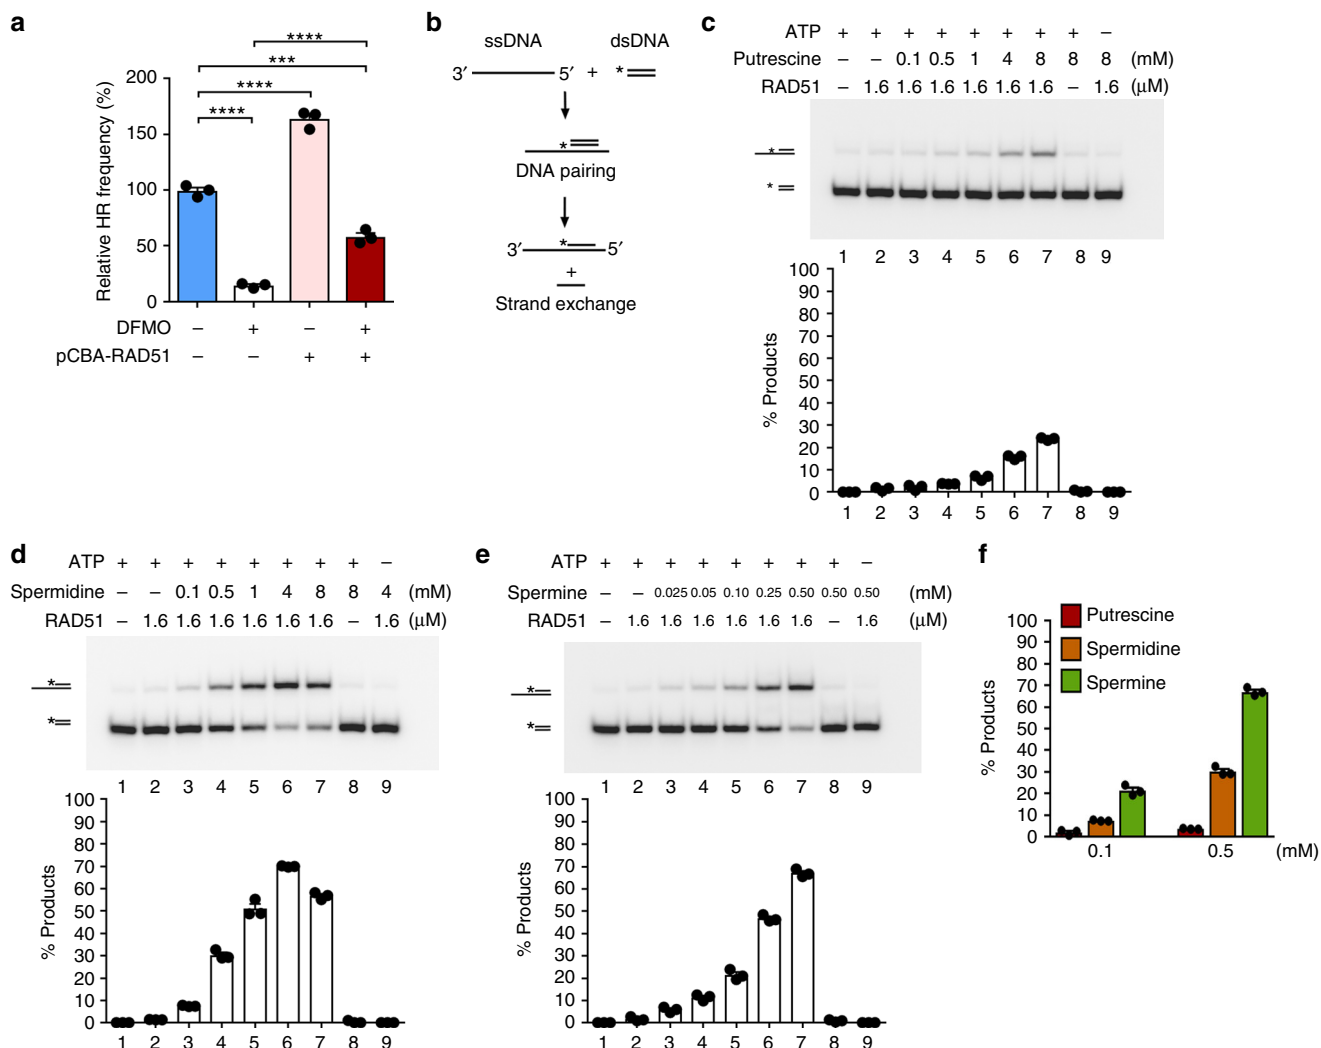 a
****
***
****
****
Relative HR frequency (%)
200
150
100
50
0
DFMO − + − +
pCBA-RAD51 − − + +
b
ssDNA dsDNA
3′ 5′ + *
*
DNA pairing
3′ * 5′
+
Strand exchange
c
ATP + + + + + + + + −
Putrescine − − 0.1 0.5 1 4 8 8 8 (mM)
RAD51 − 1.6 1.6 1.6 1.6 1.6 1.6 − 1.6 (μM)
*
*
1 2 3 4 5 6 7 8 9
% Products
100
90
80
70
60
50
40
30
20
10
0
1 2 3 4 5 6 7 8 9
d
ATP + + + + + + + + −
Spermidine − − 0.1 0.5 1 4 8 8 4 (mM)
RAD51 − 1.6 1.6 1.6 1.6 1.6 1.6 − 1.6 (μM)
*
*
1 2 3 4 5 6 7 8 9
% Products
100
90
80
70
60
50
40
30
20
10
0
1 2 3 4 5 6 7 8 9
e
ATP + + + + + + + + −
Spermine − − 0.025 0.05 0.10 0.25 0.50 0.50 0.50 (mM)
RAD51 − 1.6 1.6 1.6 1.6 1.6 1.6 − 1.6 (μM)
*
*
1 2 3 4 5 6 7 8 9
% Products
100
90
80
70
60
50
40
30
20
10
0
1 2 3 4 5 6 7 8 9
f
Putrescine
Spermidine
Spermine
% Products
100
90
80
70
60
50
40
30
20
10
0
0.1 0.5 (mM)